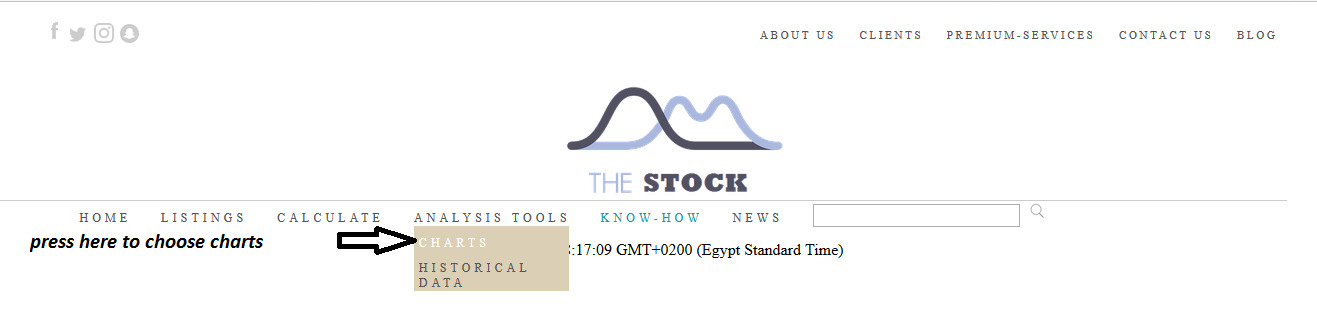 ABOUT US CLIENTS PREMIUM-SERVICES CONTACT US BLOG
THE STOCK
HOME LISTINGS CALCULATE ANALYSIS TOOLS KNOW-HOW NEWS
press here to choose charts
CHARTS
:17:09 GMT+0200 (Egypt Standard Time)
HISTORICAL
DATA